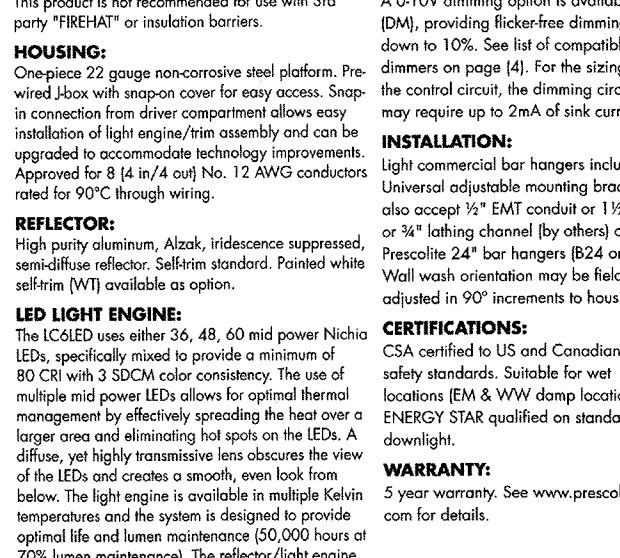 This product is not recommended for use with 3rd
party "FIREHAT" or insulation barriers.
HOUSING:
One-piece 22 gauge non-corrosive steel platform. Pre-
wired J-box with snap-on cover for easy access. Snap-
in connection from driver compartment allows easy
installation of light engine/trim assembly and can be
upgraded to accommodate technology improvements.
Approved for 8 (4 in/4 out) No. 12 AWG conductors
rated for 90°C through wiring.
REFLECTOR:
High purity aluminum, Alzak, iridescence suppressed,
semi-diffuse reflector. Self-trim standard. Painted white
self-trim (WT) available as option.
LED LIGHT ENGINE:
The LC6LED uses either 36, 48, 60 mid power Nichia
LEDs, specifically mixed to provide a minimum of
80 CRI with 3 SDCM color consistency. The use of
multiple mid power LEDs allows for optimal thermal
management by effectively spreading the heat over a
larger area and eliminating hot spots on the LEDs. A
diffuse, yet highly transmissive lens obscures the view
of the LEDs and creates a smooth, even look from
below. The light engine is available in multiple Kelvin
temperatures and the system is designed to provide
optimal life and lumen maintenance (50,000 hours at
70% lumen maintenance). The reflector/light engine
A 0-10V dimming option is availab
(DM), providing flicker-free dimming
down to 10%. See list of compatibl
dimmers on page (4). For the sizing
the control circuit, the dimming circ
may require up to 2mA of sink curr
INSTALLATION:
Light commercial bar hangers inclu
Universal adjustable mounting brac
also accept ½" EMT conduit or 1½
or ¾" lathing channel (by others) o
Prescolite 24" bar hangers (B24 or
Wall wash orientation may be field
adjusted in 90° increments to hous
CERTIFICATIONS:
CSA certified to US and Canadian
safety standards. Suitable for wet
locations (EM & WW damp locatio
ENERGY STAR qualified on standa
downlight.
WARRANTY:
5 year warranty. See www.prescol
com for details.